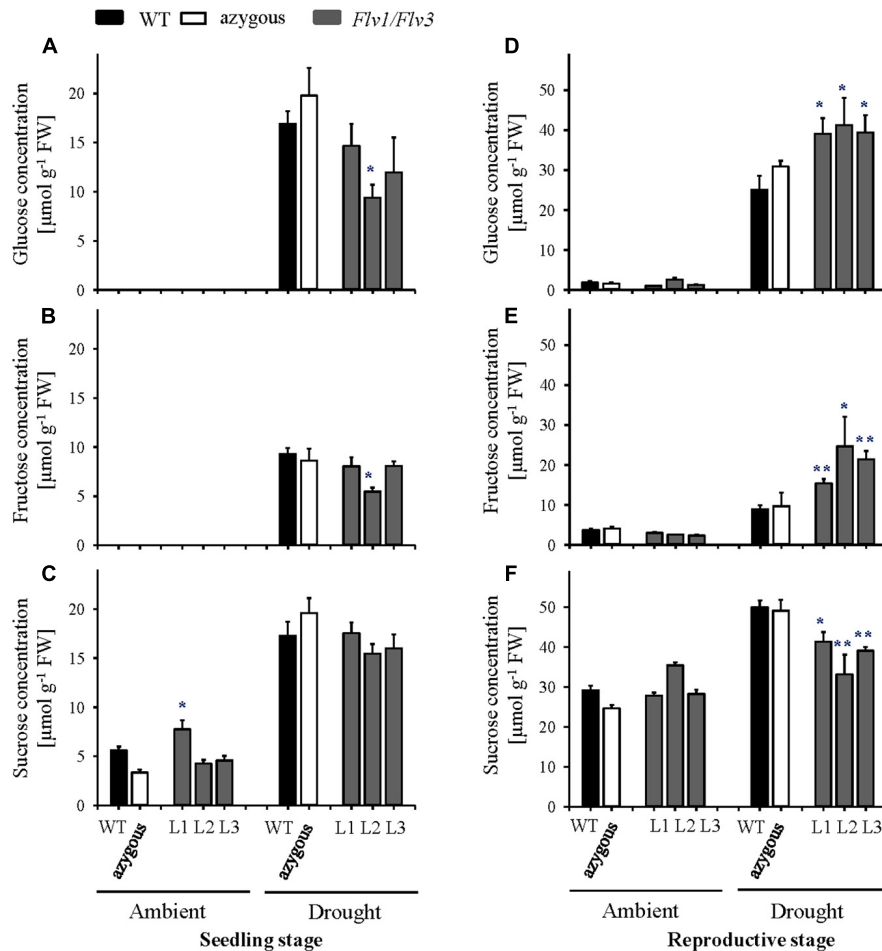 WT azygous Flv1/Flv3
A
Glucose concentration
[µmol g-1 FW]
20
15
10
5
0
*
B
Fructose concentration
[µmol g-1 FW]
20
15
10
5
0
*
C
Sucrose concentration
[µmol g-1 FW]
20
15
10
5
0
*
WT azygous L1 L2 L3 WT azygous L1 L2 L3
Ambient Drought
Seedling stage
D
Glucose concentration
[µmol g-1 FW]
50
40
30
20
10
0
* * *
E
Fructose concentration
[µmol g-1 FW]
50
40
30
20
10
0
** * **
F
Sucrose concentration
[µmol g-1 FW]
50
40
30
20
10
0
* ** **
WT azygous L1 L2 L3 WT azygous L1 L2 L3
Ambient Drought
Reproductive stage